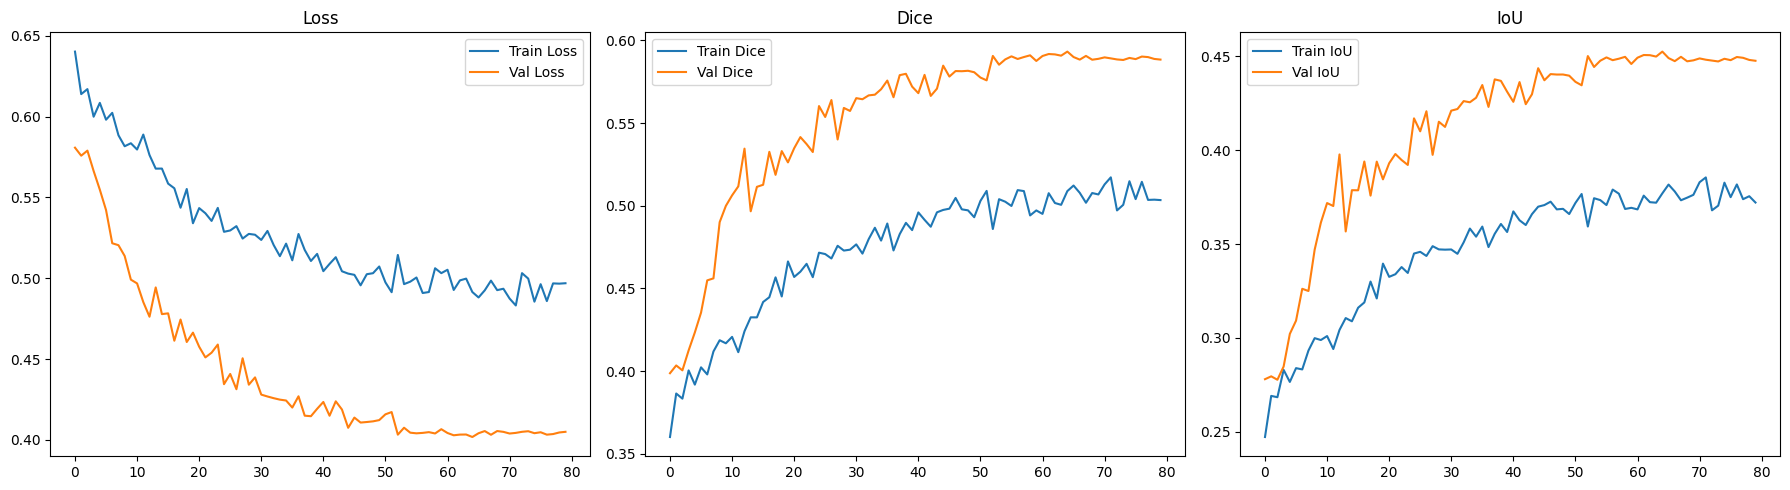 Loss
0.65
0.60
0.55
0.50
0.45
0.40
0 10 20 30 40 50 60 70 80
Train Loss
Val Loss
Dice
0.60
0.55
0.50
0.45
0.40
0.35
0 10 20 30 40 50 60 70 80
Train Dice
Val Dice
IoU
0.45
0.40
0.35
0.30
0.25
0 10 20 30 40 50 60 70 80
Train IoU
Val IoU